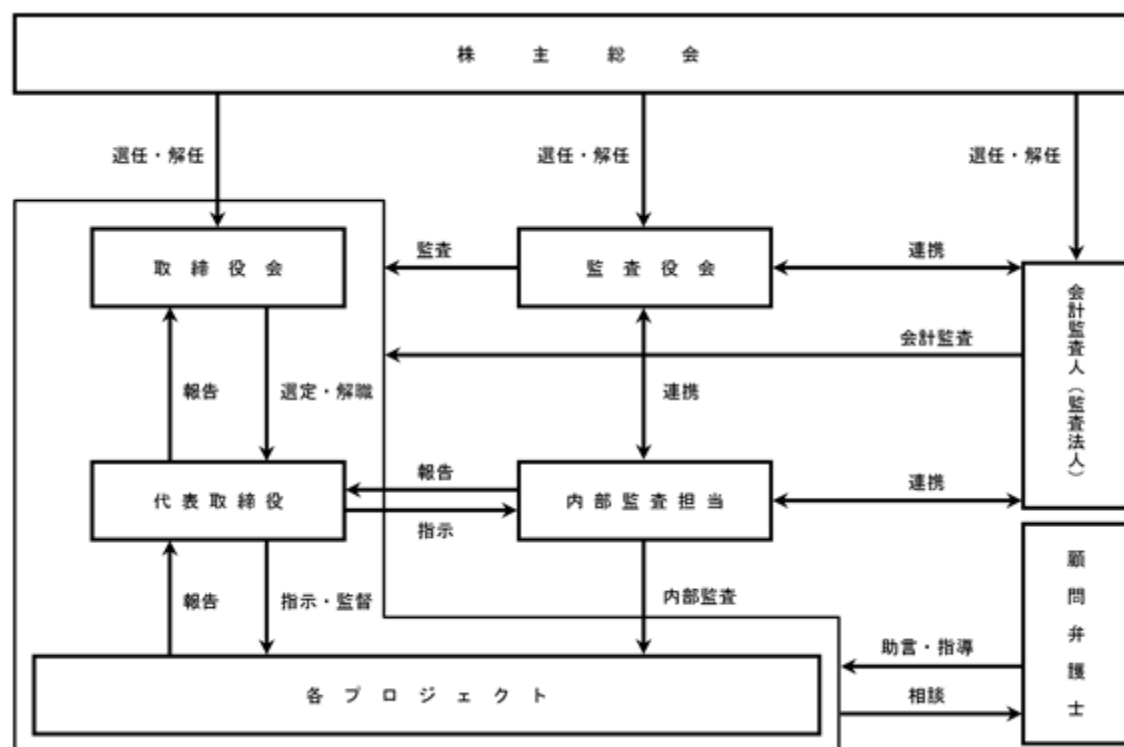 株主総会
選任・解任
選任・解任
選任・解任
取締役会
監査
監査役会
連携
会計監査人（監査法人）
会計監査
報告
選定・解職
連携
代表取締役
報告
指示
内部監査担当
連携
報告
指示・監督
内部監査
顧問弁護士
助言・指導
相談
各プロジェクト